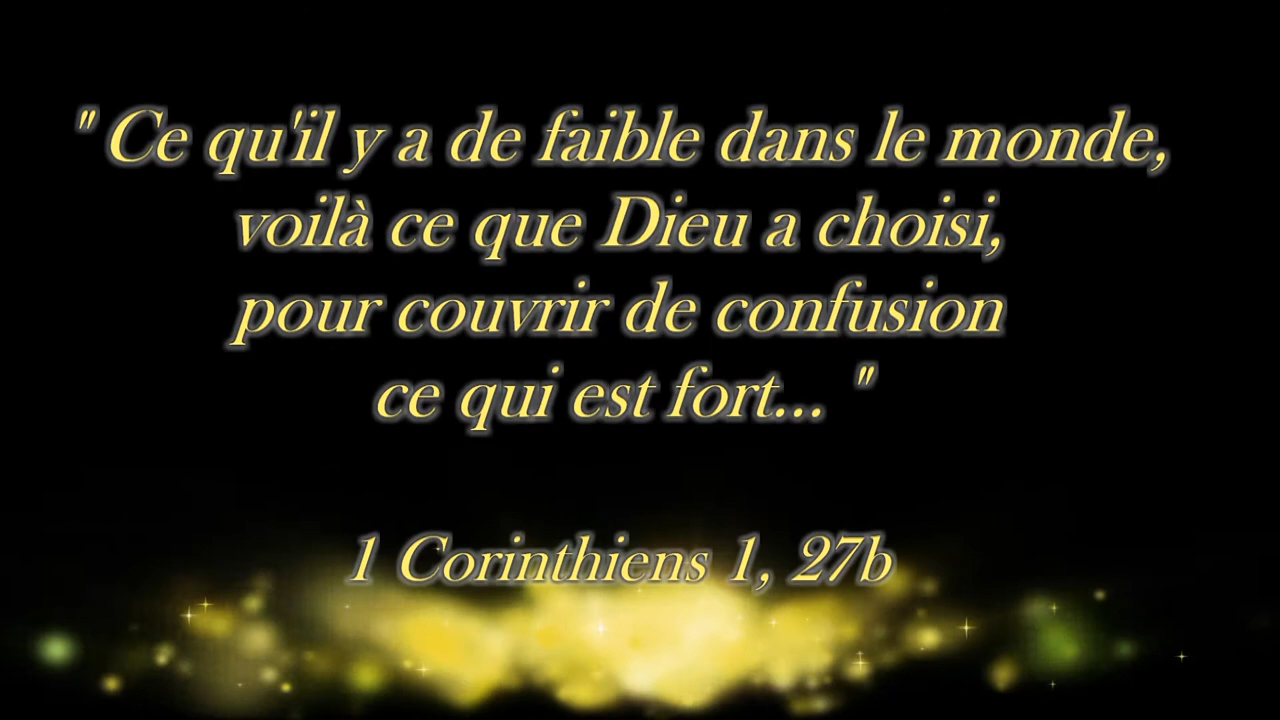 " Ce qu'il y a de faible dans le monde,
voilà ce que Dieu a choisi,
pour couvrir de confusion
ce qui est fort... "
1 Corinthiens 1, 27b